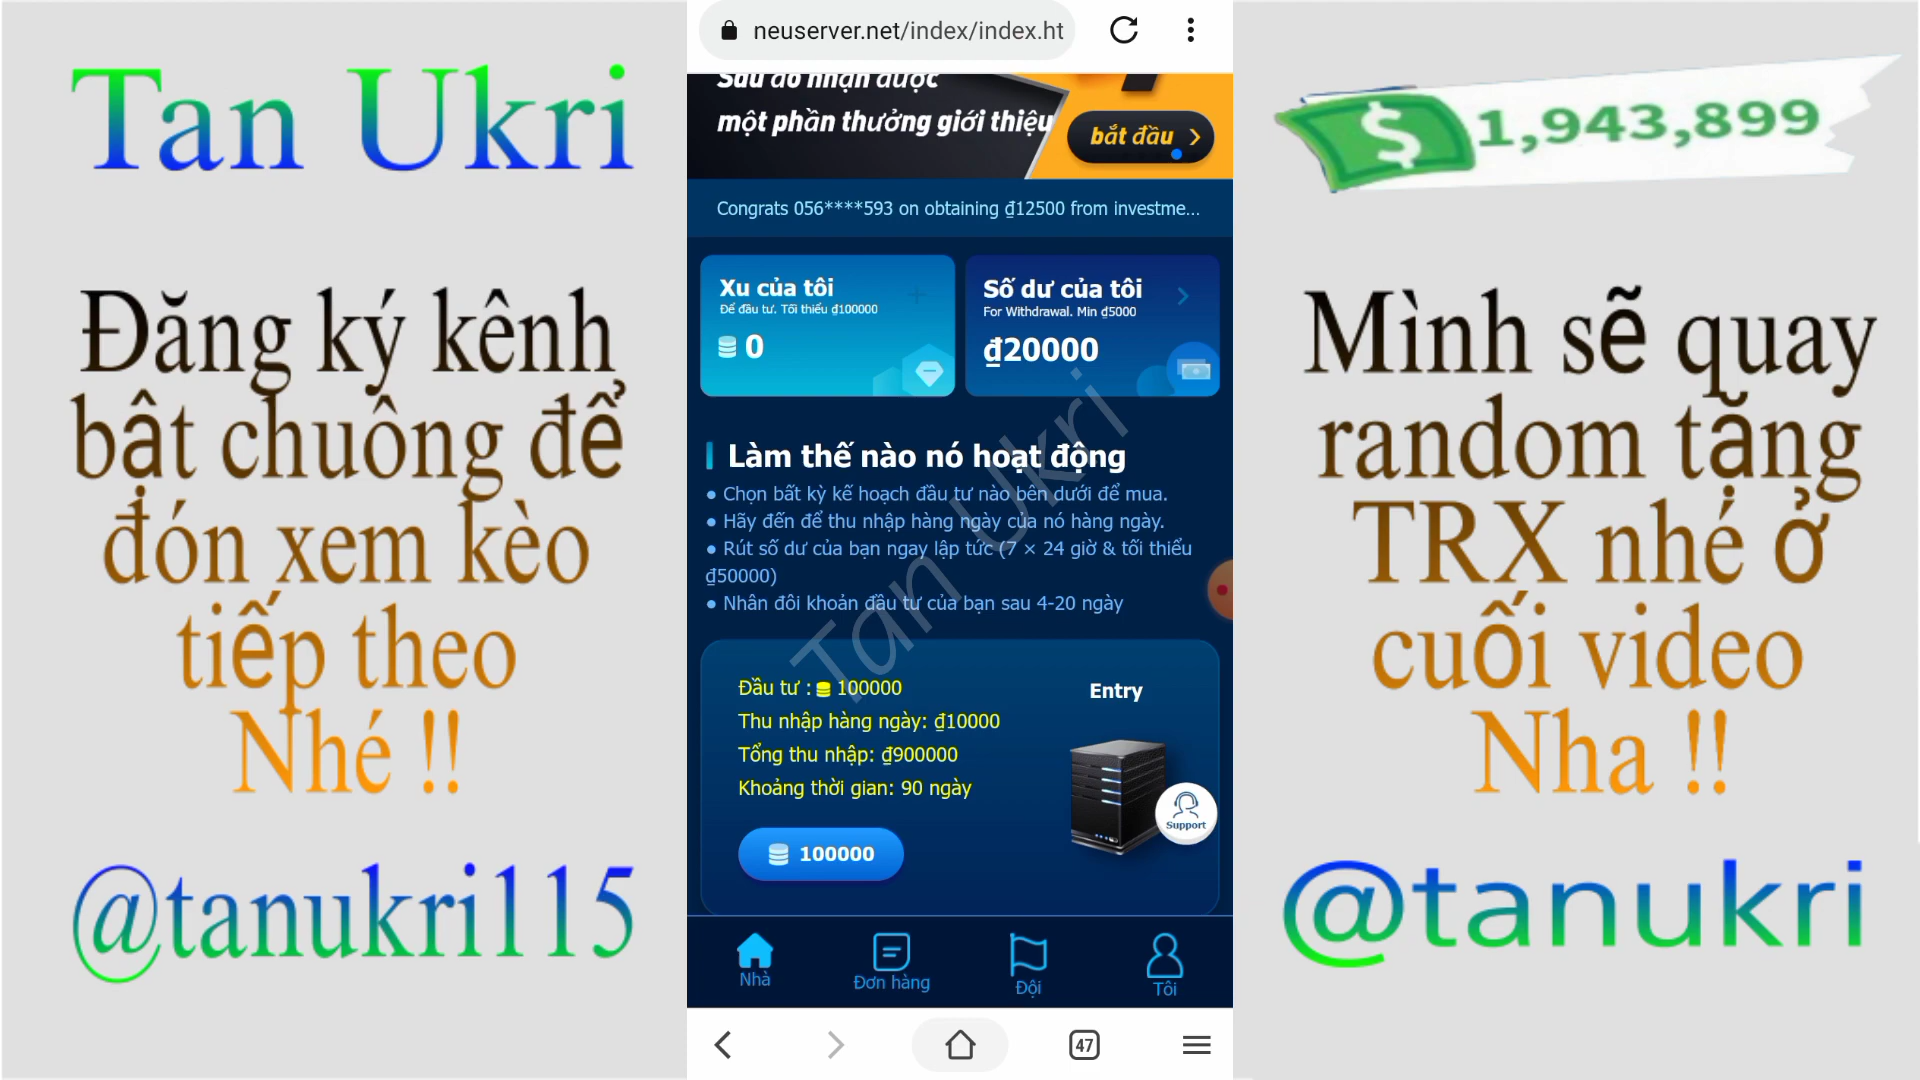 Tan Ukri
Đăng ký kênh
bật chuông để
đón xem kèo
tiếp theo
Nhé !!
@tanukri115
neuserver.net/index/index.ht
Sau đó nhận được
một phần thưởng giới thiệu
bắt đầu
Congrats 056****593 on obtaining ₫12500 from investme...
Xu của tôi
Để đầu tư. Tối thiểu ₫100000
0
Số dư của tôi
For Withdrawal. Min ₫5000
₫20000
Làm thế nào nó hoạt động
● Chọn bất kỳ kế hoạch đầu tư nào bên dưới để mua.
● Hãy đến để thu nhập hàng ngày của nó hàng ngày.
● Rút số dư của bạn ngay lập tức (7 × 24 giờ & tối thiểu
₫50000)
● Nhân đôi khoản đầu tư của bạn sau 4-20 ngày
Tan Ukri
Đầu tư : 100000
Thu nhập hàng ngày: ₫10000
Tổng thu nhập: ₫900000
Khoảng thời gian: 90 ngày
100000
Entry
Support
Nhà
Đơn hàng
Đội
Tôi
47
$ 1,943,899
Mình sẽ quay
random tặng
TRX nhé ở
cuối video
Nha !!
@tanukri